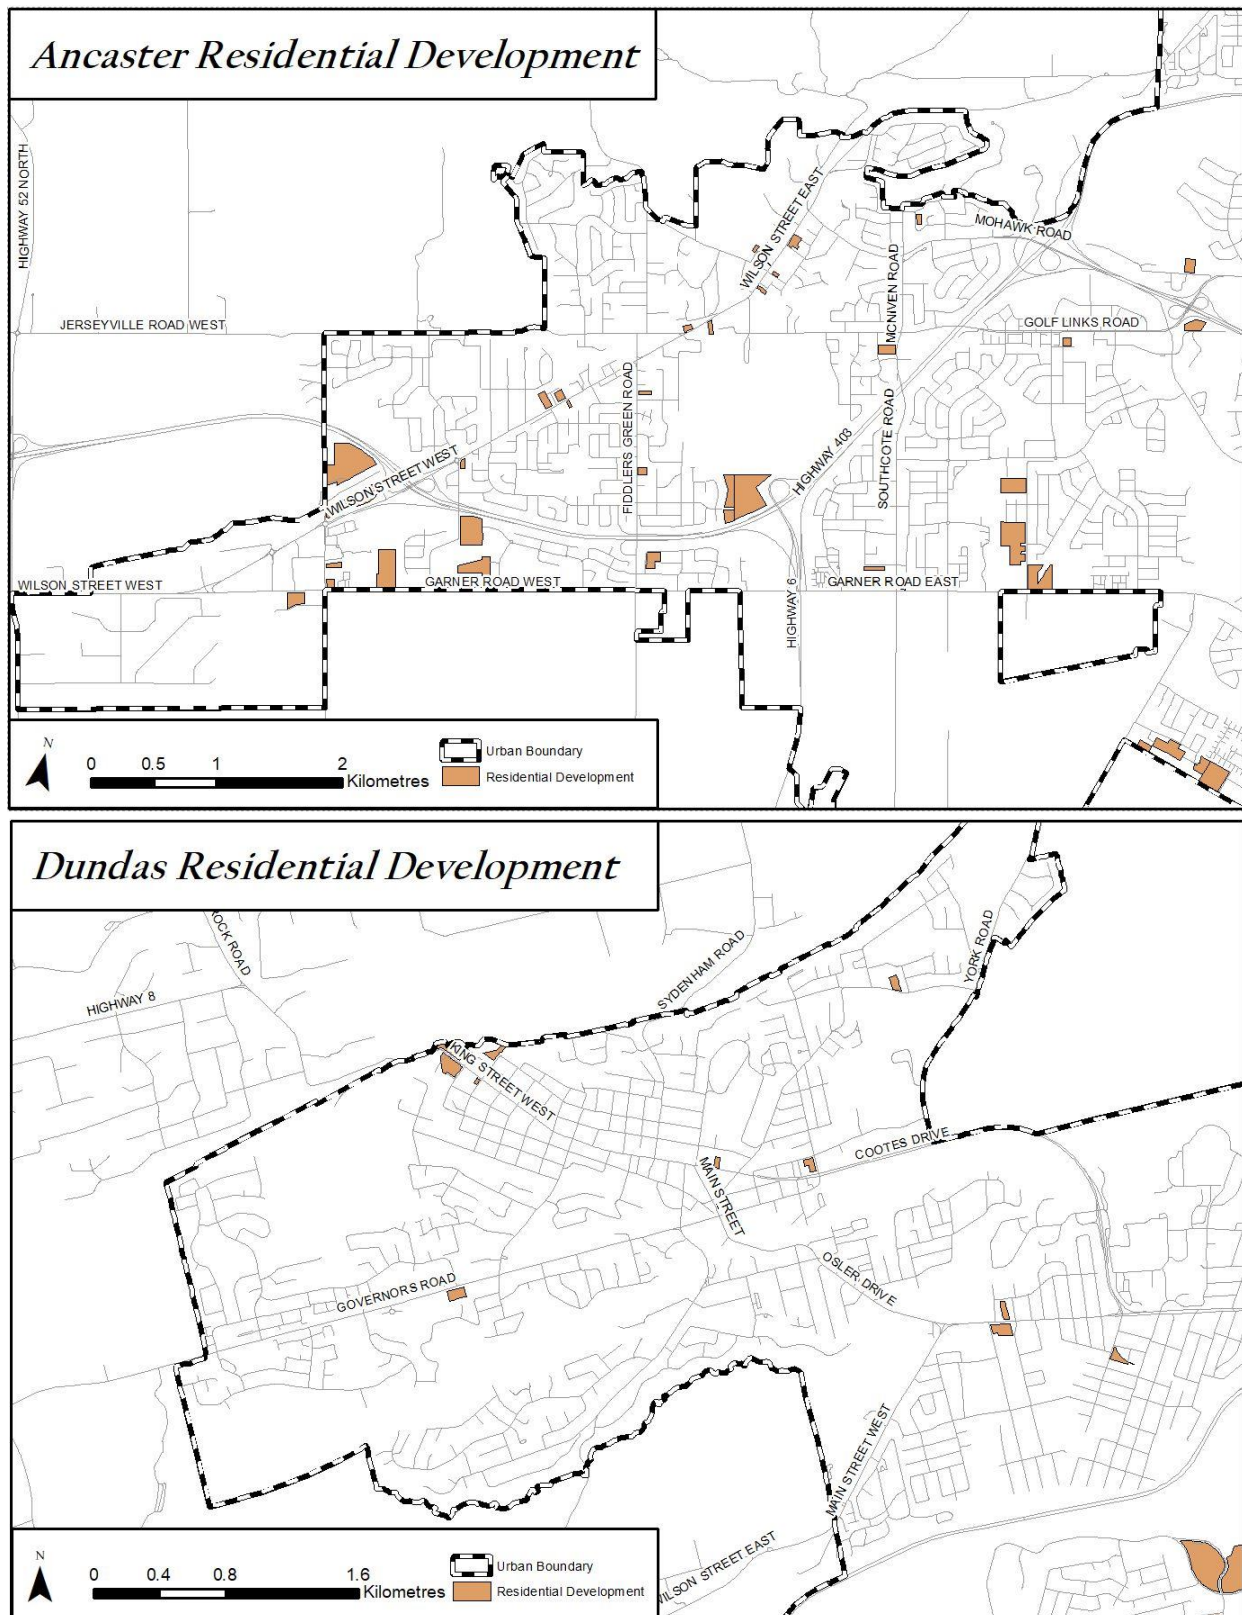 Ancaster Residential Development
HIGHWAY 52 NORTH
WILSON STREET EAST
MOHAWK ROAD
MCNIVEN ROAD
JERSEYVILLE ROAD WEST
GOLF LINKS ROAD
FIDDLERS GREEN ROAD
SOUTHCOTE ROAD
HIGHWAY 403
WILSON STREET WEST
WILSON STREET WEST
GARNER ROAD WEST
GARNER ROAD EAST
HIGHWAY 6
N
0 0.5 1 2
Kilometres
Urban Boundary
Residential Development
Dundas Residential Development
ROCK ROAD
HIGHWAY 8
SYDENHAM ROAD
YORK ROAD
KING STREET WEST
COOTES DRIVE
MAIN STREET
OSLER DRIVE
GOVERNORS ROAD
MAIN STREET WEST
WILSON STREET EAST
N
0 0.4 0.8 1.6
Kilometres
Urban Boundary
Residential Development